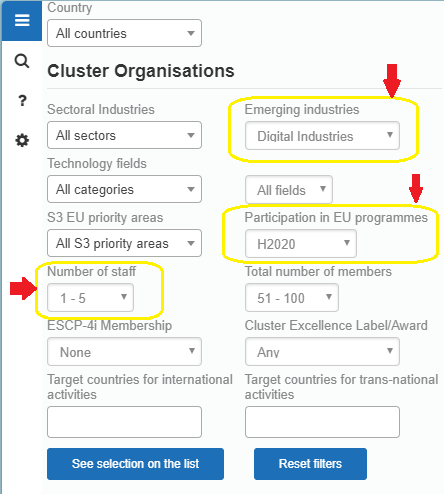 Country
All countries
Cluster Organisations
Sectoral Industries Emerging industries
All sectors Digital Industries
Technology fields
All categories All fields
S3 EU priority areas Participation in EU programmes
All S3 priority areas H2020
Number of staff Total number of members
1 - 5 51 - 100
ESCP-4i Membership Cluster Excellence Label/Award
None Any
Target countries for international Target countries for trans-national
activities activities
See selection on the list Reset filters